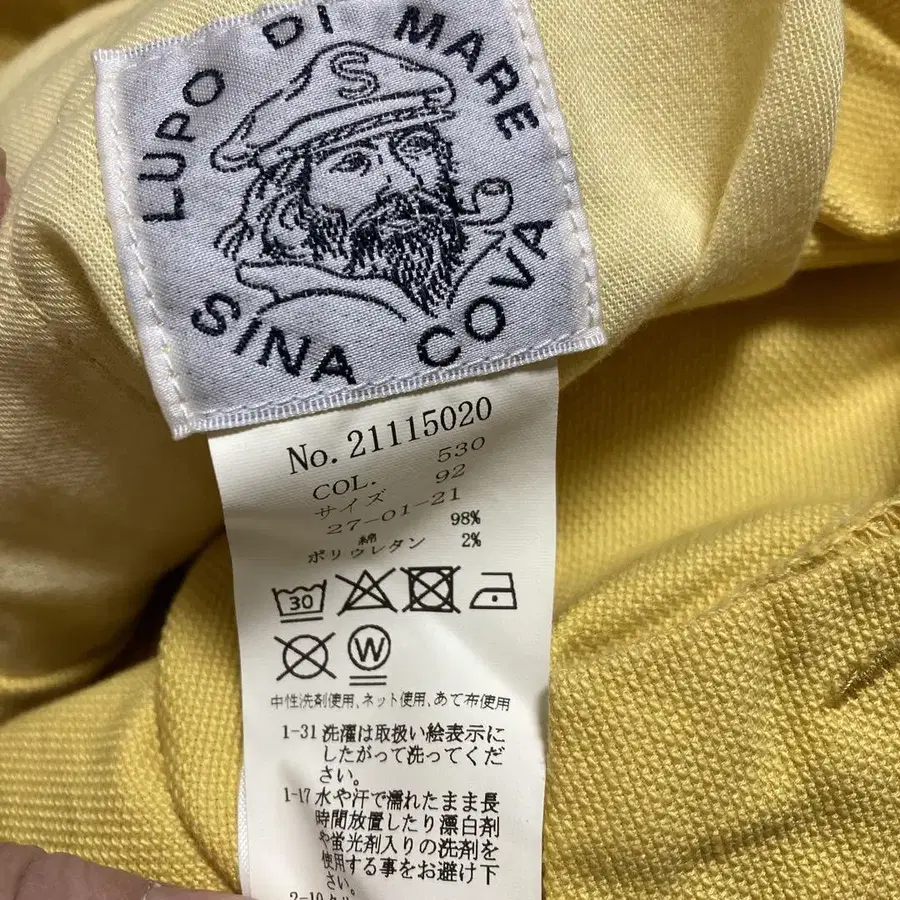 LUPO DI MARE
S
SINA COVA
No. 21115020
COL. 530
サイズ 92
27-01-21
綿 98%
ポリウレタン 2%
30
W
中性洗剤使用、ネット使用、あて布使用
1-31 洗濯は取扱い絵表示に
したがって洗ってくだ
さい。
1-17 水や汗で濡れたまま長
時間放置したり漂白剤
や蛍光剤入りの洗剤を
使用する事をお避け下
さい。
2-10